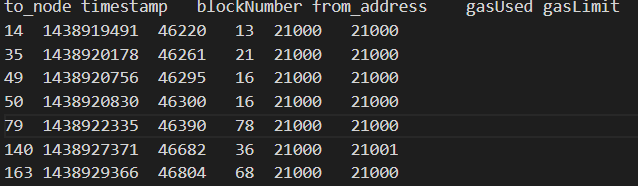 to_node timestamp blockNumber from_address gasUsed gasLimit
14 1438919491 46220 13 21000 21000
35 1438920178 46261 21 21000 21000
49 1438920756 46295 16 21000 21000
50 1438920830 46300 16 21000 21000
79 1438922335 46390 78 21000 21000
140 1438927371 46682 36 21000 21001
163 1438929366 46804 68 21000 21000